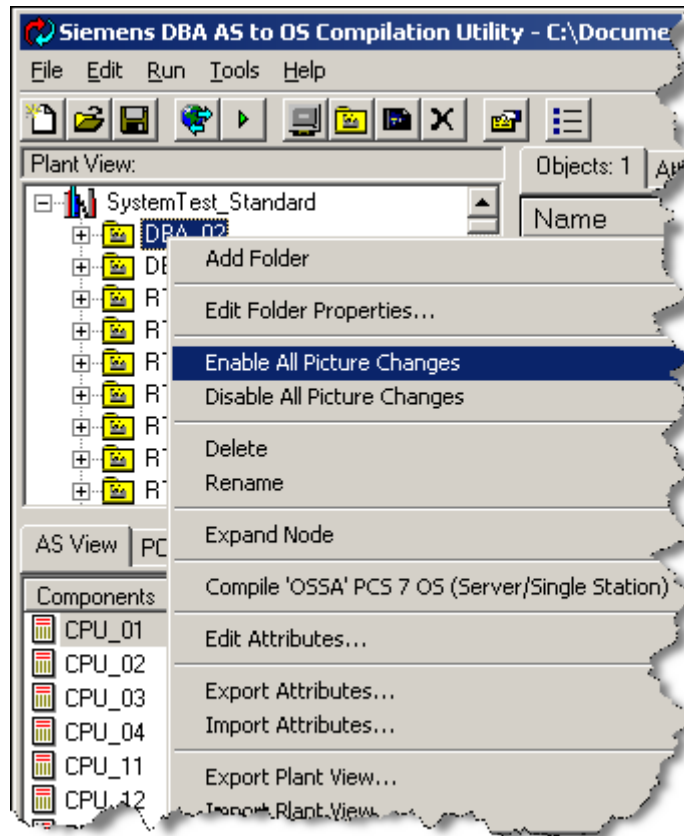 Siemens DBA AS to OS Compilation Utility - C:\Docume
File Edit Run Tools Help
Plant View:
Objects: 1
SystemTest_Standard
Name
DBA_02
Add Folder
Edit Folder Properties...
Enable All Picture Changes
Disable All Picture Changes
Delete
Rename
Expand Node
AS View
Compile 'OSSA' PCS 7 OS (Server/Single Station)
Components
CPU_01
Edit Attributes...
CPU_02
CPU_03
Export Attributes...
CPU_04
Import Attributes...
CPU_11
Export Plant View...
CPU_12
Import Plant View